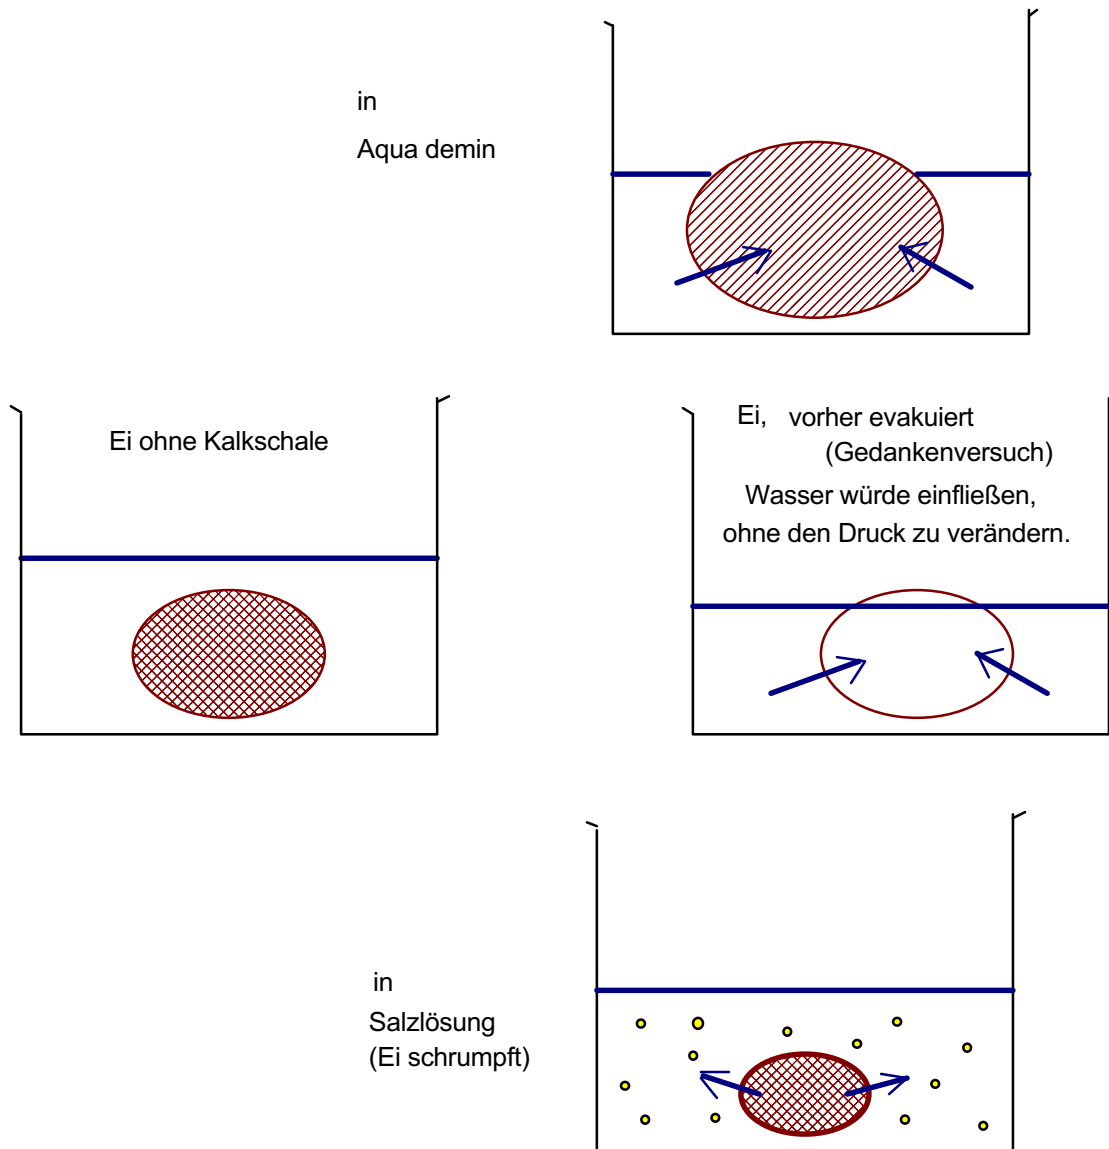 in
Aqua demin
Ei ohne Kalkschale
Ei, vorher evakuiert
(Gedankenversuch)
Wasser würde einfließen,
ohne den Druck zu verändern.
in
Salzlösung
(Ei schrumpft)